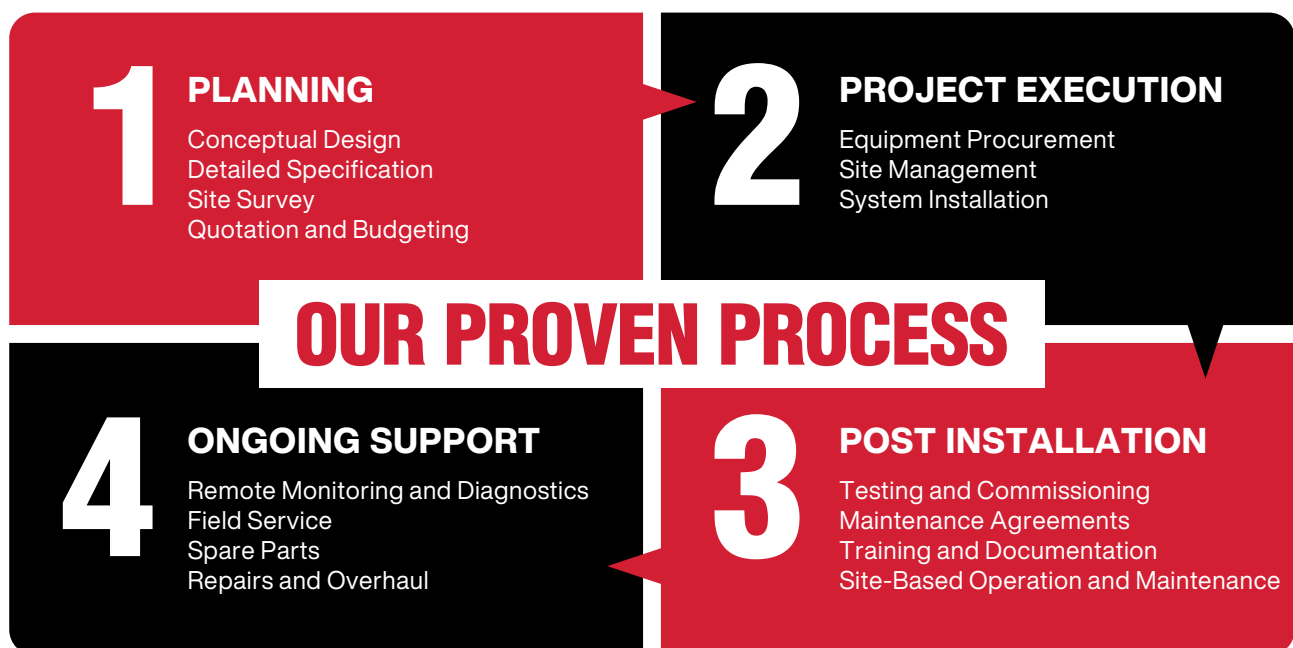 1
PLANNING
Conceptual Design
Detailed Specification
Site Survey
Quotation and Budgeting
2
PROJECT EXECUTION
Equipment Procurement
Site Management
System Installation
OUR PROVEN PROCESS
3
POST INSTALLATION
Testing and Commissioning
Maintenance Agreements
Training and Documentation
Site-Based Operation and Maintenance
4
ONGOING SUPPORT
Remote Monitoring and Diagnostics
Field Service
Spare Parts
Repairs and Overhaul